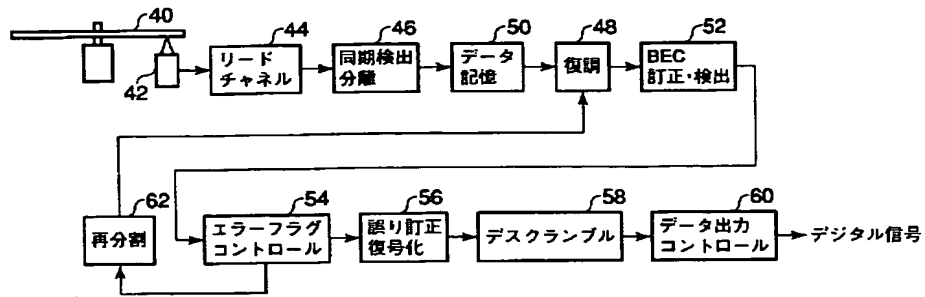 40
42
44
リード
チャネル
46
同期検出
分離
50
データ
記憶
48
復調
52
BEC
訂正・検出
62
再分割
54
エラーフラグ
コントロール
56
誤り訂正
復号化
58
デスクランブル
60
データ出力
コントロール
デジタル信号